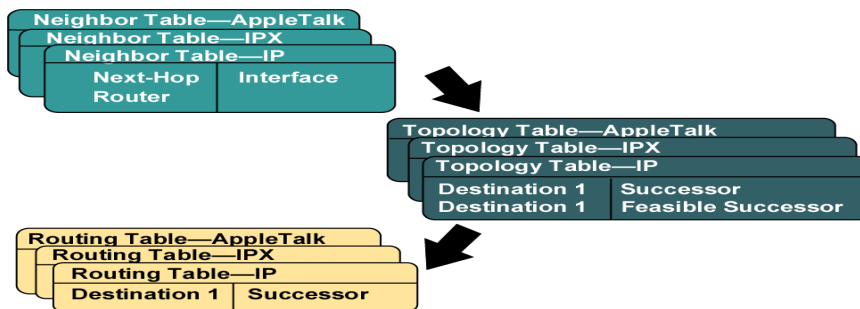 Neighbor Table—AppleTalk
Neighbor Table—IPX
Neighbor Table—IP
Next-Hop Router Interface
Topology Table—AppleTalk
Topology Table—IPX
Topology Table—IP
Destination 1 Successor
Destination 1 Feasible Successor
Routing Table—AppleTalk
Routing Table—IPX
Routing Table—IP
Destination 1 Successor